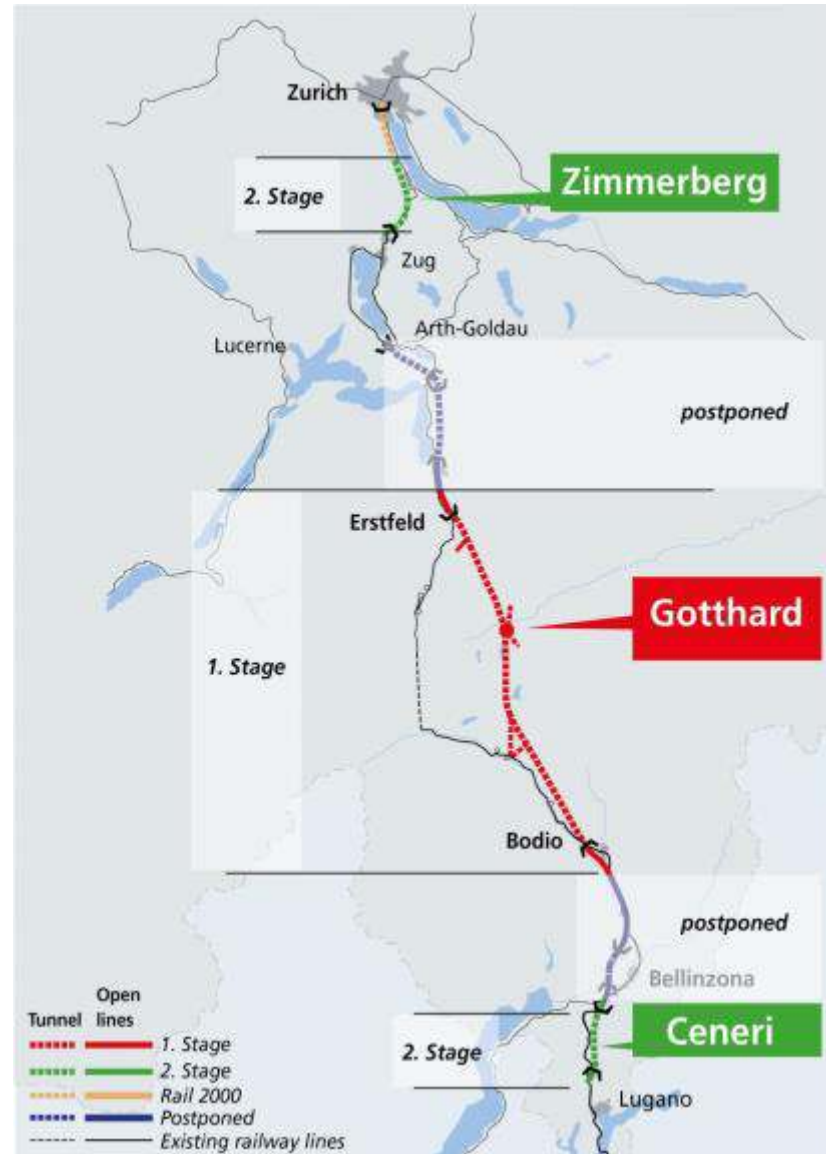 Zurich
Zimmerberg
2. Stage
Zug
Arth-Goldau
Lucerne
postponed
Erstfeld
Gotthard
1. Stage
Bodio
postponed
Bellinzona
Ceneri
2. Stage
Lugano
Tunnel Open lines
1. Stage
2. Stage
Rail 2000
Postponed
Existing railway lines